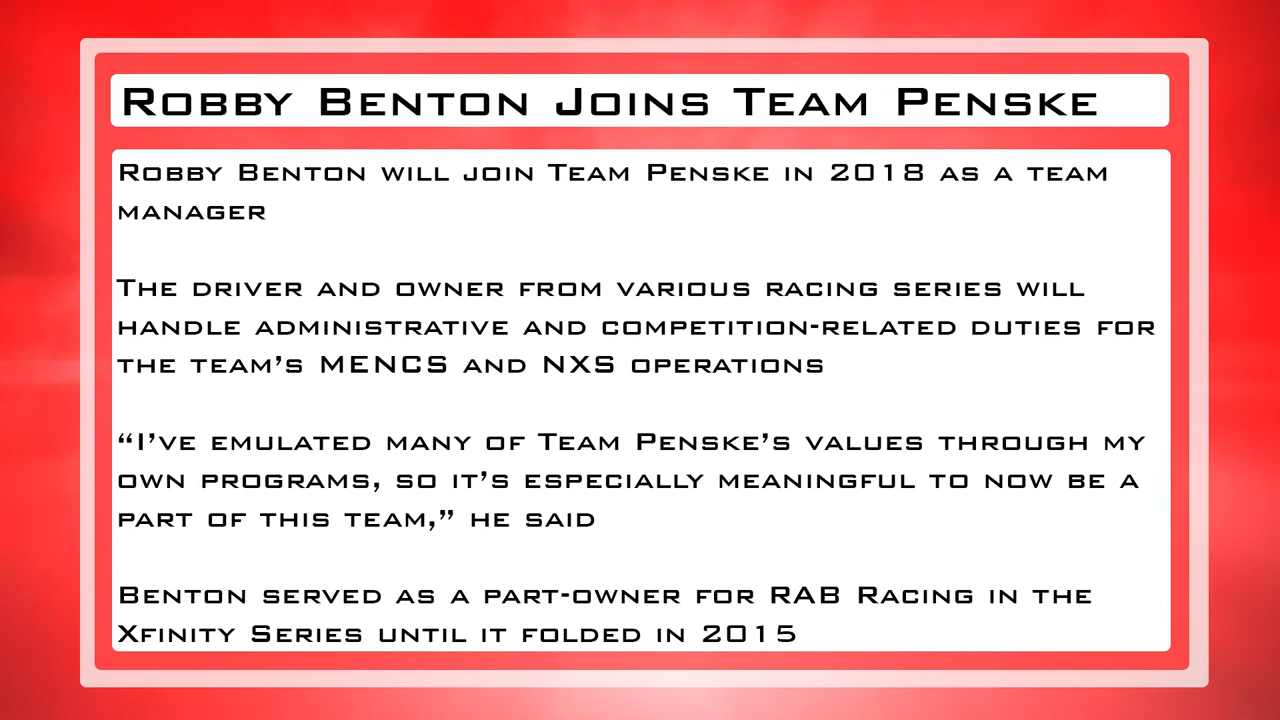 Robby Benton Joins Team Penske
Robby Benton will join Team Penske in 2018 as a team
manager
The driver and owner from various racing series will
handle administrative and competition-related duties for
the team’s MENCS and NXS operations
“I’ve emulated many of Team Penske’s values through my
own programs, so it’s especially meaningful to now be a
part of this team,” he said
Benton served as a part-owner for RAB Racing in the
Xfinity Series until it folded in 2015